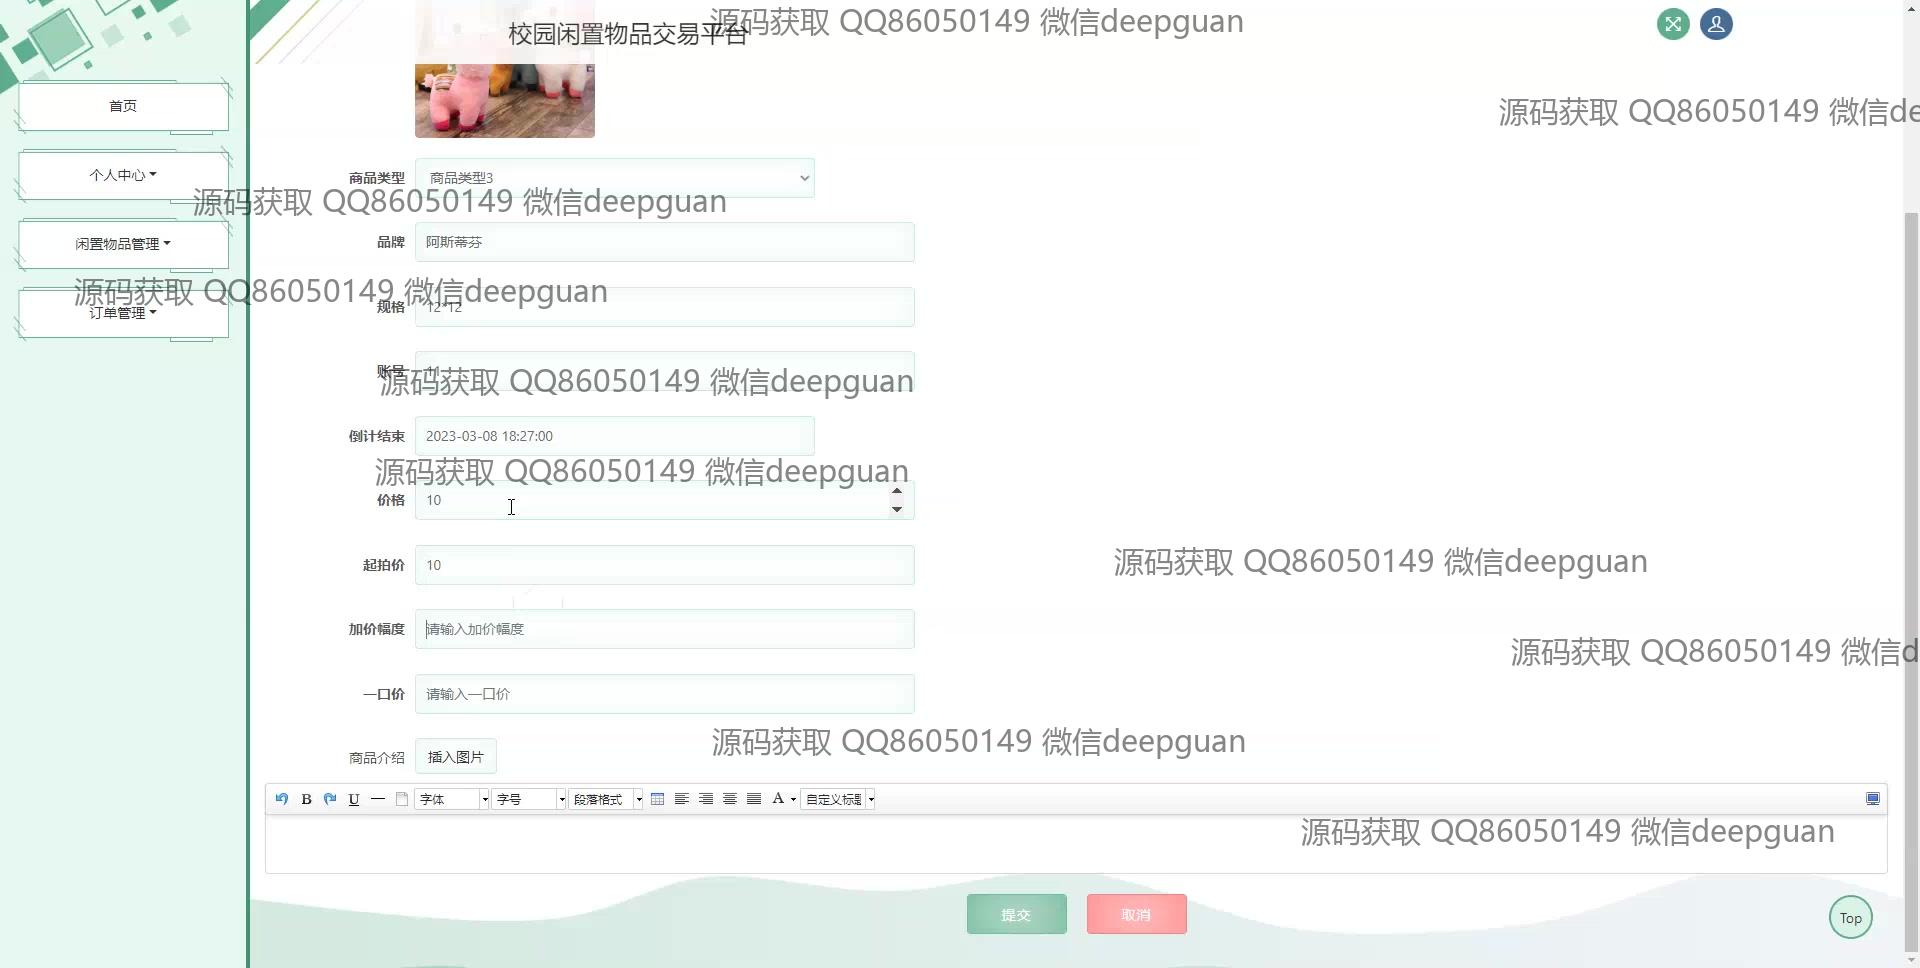 校园闲置物品交易平台
源码获取 QQ86050149 微信deepguan
源码获取 QQ86050149 微信de
首页
个人中心
商品类型 商品类型3
源码获取 QQ86050149 微信deepguan
闲置物品管理
品牌 阿斯蒂芬
源码获取 QQ86050149 微信deepguan
规格 12*12
订单管理
账号 11
源码获取 QQ86050149 微信deepguan
倒计结束 2023-03-08 18:27:00
源码获取 QQ86050149 微信deepguan
价格 10
起拍价 10
源码获取 QQ86050149 微信deepguan
加价幅度 请输入加价幅度
源码获取 QQ86050149 微信d
一口价 请输入一口价
源码获取 QQ86050149 微信deepguan
商品介绍 插入图片
B U 字体 字号 段落格式 A 自定义标题
源码获取 QQ86050149 微信deepguan
提交 取消
Top